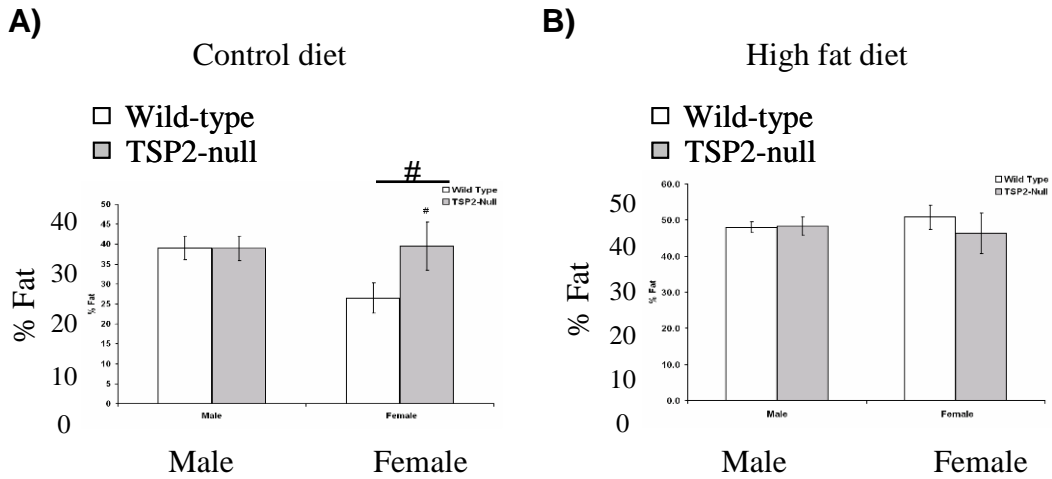 A)
Control diet
Wild-type
TSP2-null
#
Wild Type
TSP2-Null
#
% Fat
40
30
20
10
0
% Fat
50
45
40
35
30
25
20
15
10
5
0
Male
Female
Male
Female
B)
High fat diet
Wild-type
TSP2-null
Wild Type
TSP2-Null
% Fat
50
40
30
20
10
0
% Fat
60.0
50.0
40.0
30.0
20.0
10.0
0.0
Male
Female
Male
Female